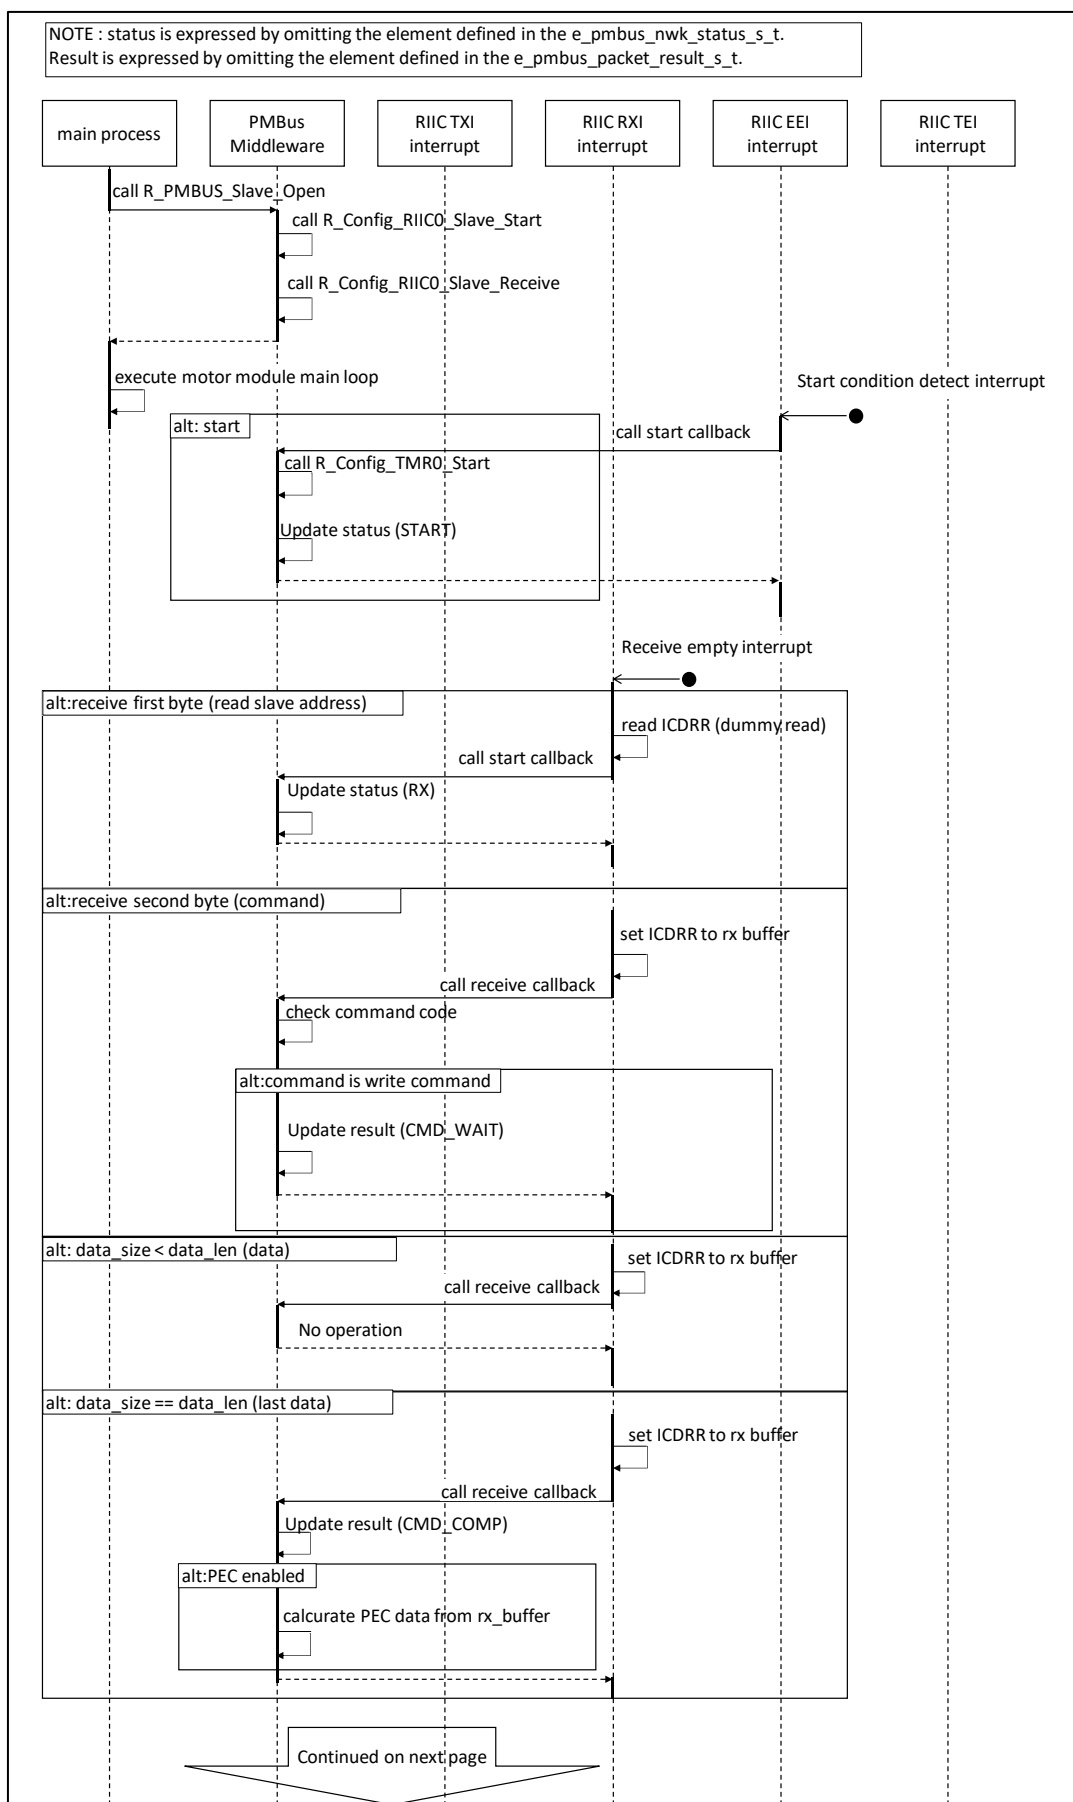 NOTE : status is expressed by omitting the element defined in the e_pmbus_nwk_status_s_t.
Result is expressed by omitting the element defined in the e_pmbus_packet_result_s_t.
main process
PMBus
Middleware
RIIC TXI
interrupt
RIIC RXI
interrupt
RIIC EEI
interrupt
RIIC TEI
interrupt
call R_PMBUS_Slave_Open
call R_Config_RIIC0_Slave_Start
call R_Config_RIIC0_Slave_Receive
execute motor module main loop
Start condition detect interrupt
alt: start
call start callback
call R_Config_TMR0_Start
Update status (START)
Receive empty interrupt
alt:receive first byte (read slave address)
read ICDRR (dummy read)
call start callback
Update status (RX)
alt:receive second byte (command)
set ICDRR to rx buffer
call receive callback
check command code
alt:command is write command
Update result (CMD_WAIT)
alt: data_size < data_len (data)
set ICDRR to rx buffer
call receive callback
No operation
alt: data_size == data_len (last data)
set ICDRR to rx buffer
call receive callback
Update result (CMD_COMP)
alt:PEC enabled
calcurate PEC data from rx_buffer
Continued on next page